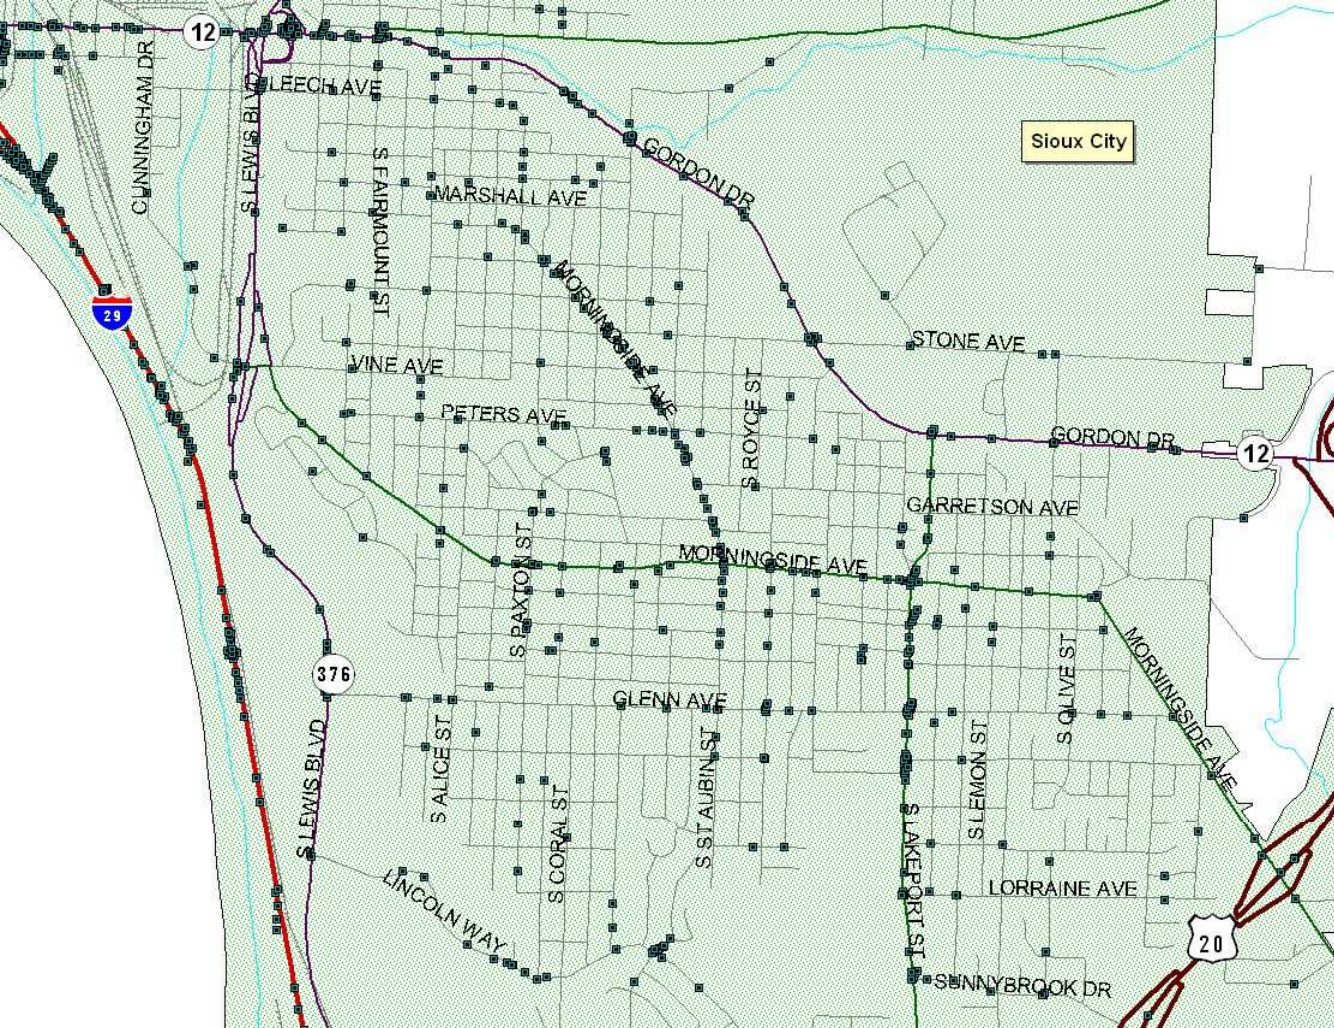 12
CUNNINGHAM DR
S LEWIS BLVD
LEECH AVE
S FAIRMOUNT ST
MARSHALL AVE
GORDON DR
Sioux City
29
MORNINGSIDE AVE
STONE AVE
VINE AVE
PETERS AVE
S ROYCE ST
GORDON DR
12
GARRETSON AVE
S PAXTON ST
MORNINGSIDE AVE
376
S OLIVE ST
MORNINGSIDE AVE
GLENN AVE
S LEWIS BLVD
S ALICE ST
S CORAL ST
S ST AUBIN ST
S LAKEPORT ST
S LEMON ST
LINCOLN WAY
LORRAINE AVE
20
SUNNYBROOK DR